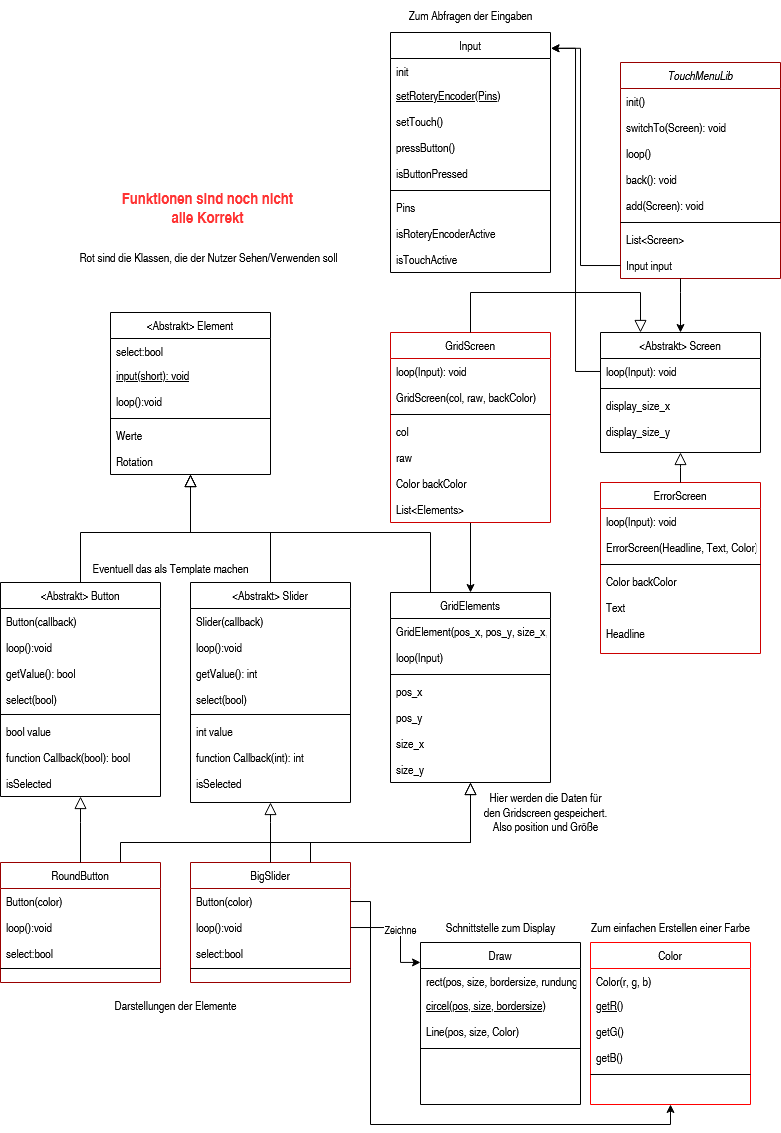 Zum Abfragen der Eingaben
Input
init
setRoteryEncoder(Pins)
setTouch()
pressButton()
isButtonPressed
Pins
isRoteryEncoderActive
isTouchActive
TouchMenuLib
init()
switchTo(Screen): void
loop()
back(): void
add(Screen): void
List<Screen>
Input input
Funktionen sind noch nicht
alle Korrekt
Rot sind die Klassen, die der Nutzer Sehen/Verwenden soll
<Abstrakt> Element
select:bool
input(short): void
loop():void
Werte
Rotation
GridScreen
loop(Input): void
GridScreen(col, raw, backColor)
col
raw
Color backColor
List<Elements>
<Abstrakt> Screen
loop(Input): void
display_size_x
display_size_y
ErrorScreen
loop(Input): void
ErrorScreen(Headline, Text, Color)
Color backColor
Text
Headline
Eventuell das als Template machen
<Abstrakt> Button
Button(callback)
loop():void
getValue(): bool
select(bool)
bool value
function Callback(bool): bool
isSelected
<Abstrakt> Slider
Slider(callback)
loop():void
getValue(): int
select(bool)
int value
function Callback(int): int
isSelected
GridElements
GridElement(pos_x, pos_y, size_x,
loop(Input)
pos_x
pos_y
size_x
size_y
Hier werden die Daten für
den Gridscreen gespeichert.
Also position und Größe
RoundButton
Button(color)
loop():void
select:bool
BigSlider
Button(color)
loop():void
select:bool
Darstellungen der Elemente
Zeichne
Schnittstelle zum Display
Draw
rect(pos, size, bordersize, rundung
circel(pos, size, bordersize)
Line(pos, size, Color)
Zum einfachen Erstellen einer Farbe
Color
Color(r, g, b)
getR()
getG()
getB()